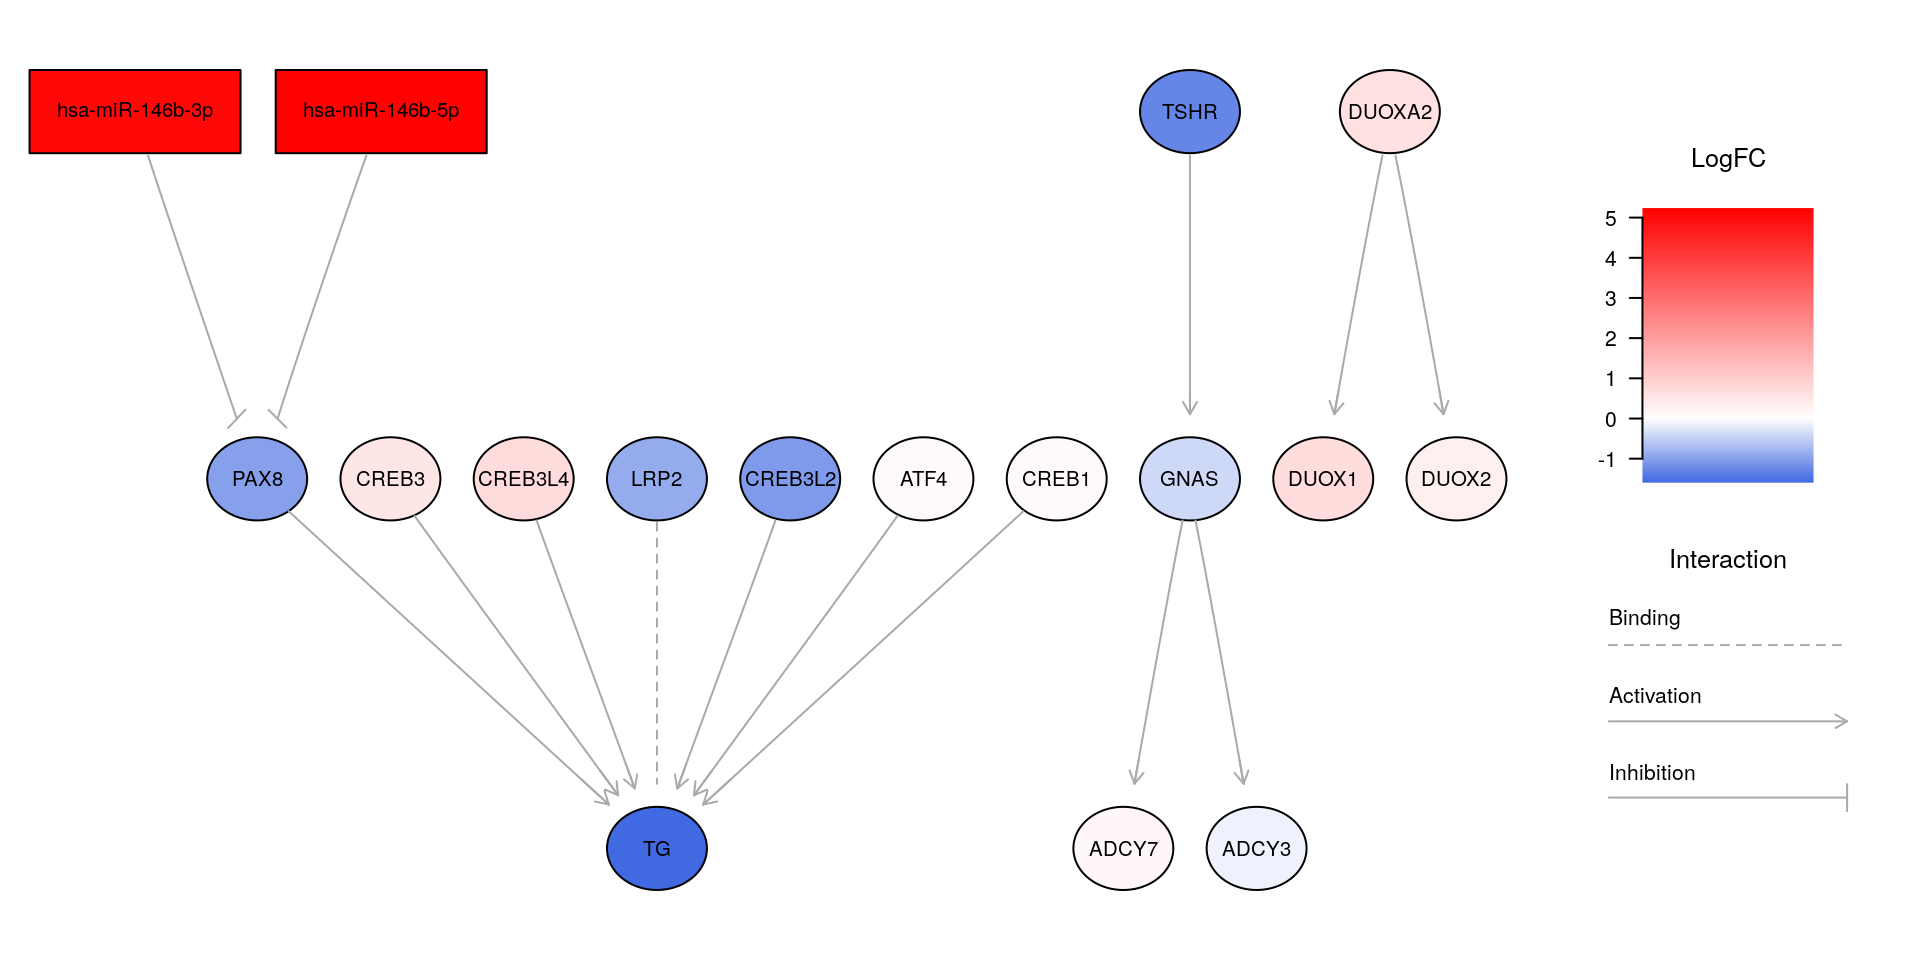 hsa-miR-146b-3p
hsa-miR-146b-5p
TSHR
DUOXA2
PAX8
CREB3
CREB3L4
LRP2
CREB3L2
ATF4
CREB1
GNAS
DUOX1
DUOX2
TG
ADCY7
ADCY3
LogFC
5
4
3
2
1
0
-1
Interaction
Binding
Activation
Inhibition